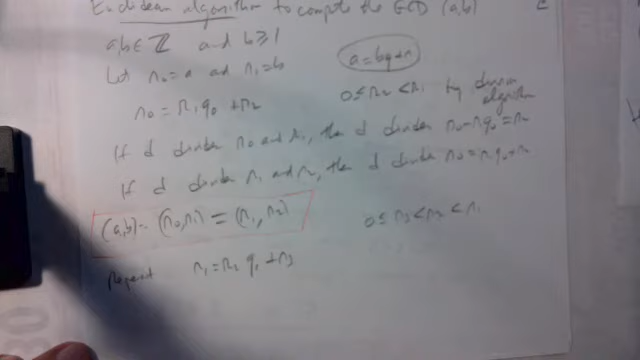 Euclidean algorithm to compute the GCD (a,b)
a,b ∈ ℤ and b ≥ 1
a = bq + r
Let r₀ = a and r₁ = b
r₀ = r₁q₀ + r₂ 0 ≤ r₂ < r₁ by division algorithm
If d divides r₀ and r₁, then d divides r₀ - r₁q₀ = r₂
If d divides r₁ and r₂, then d divides r₀ = r₁q₀ + r₂
(a,b) = (r₀,r₁) = (r₁,r₂)
0 ≤ r₃ < r₂ < r₁
Repeat r₁ = r₂ q₁ + r₃